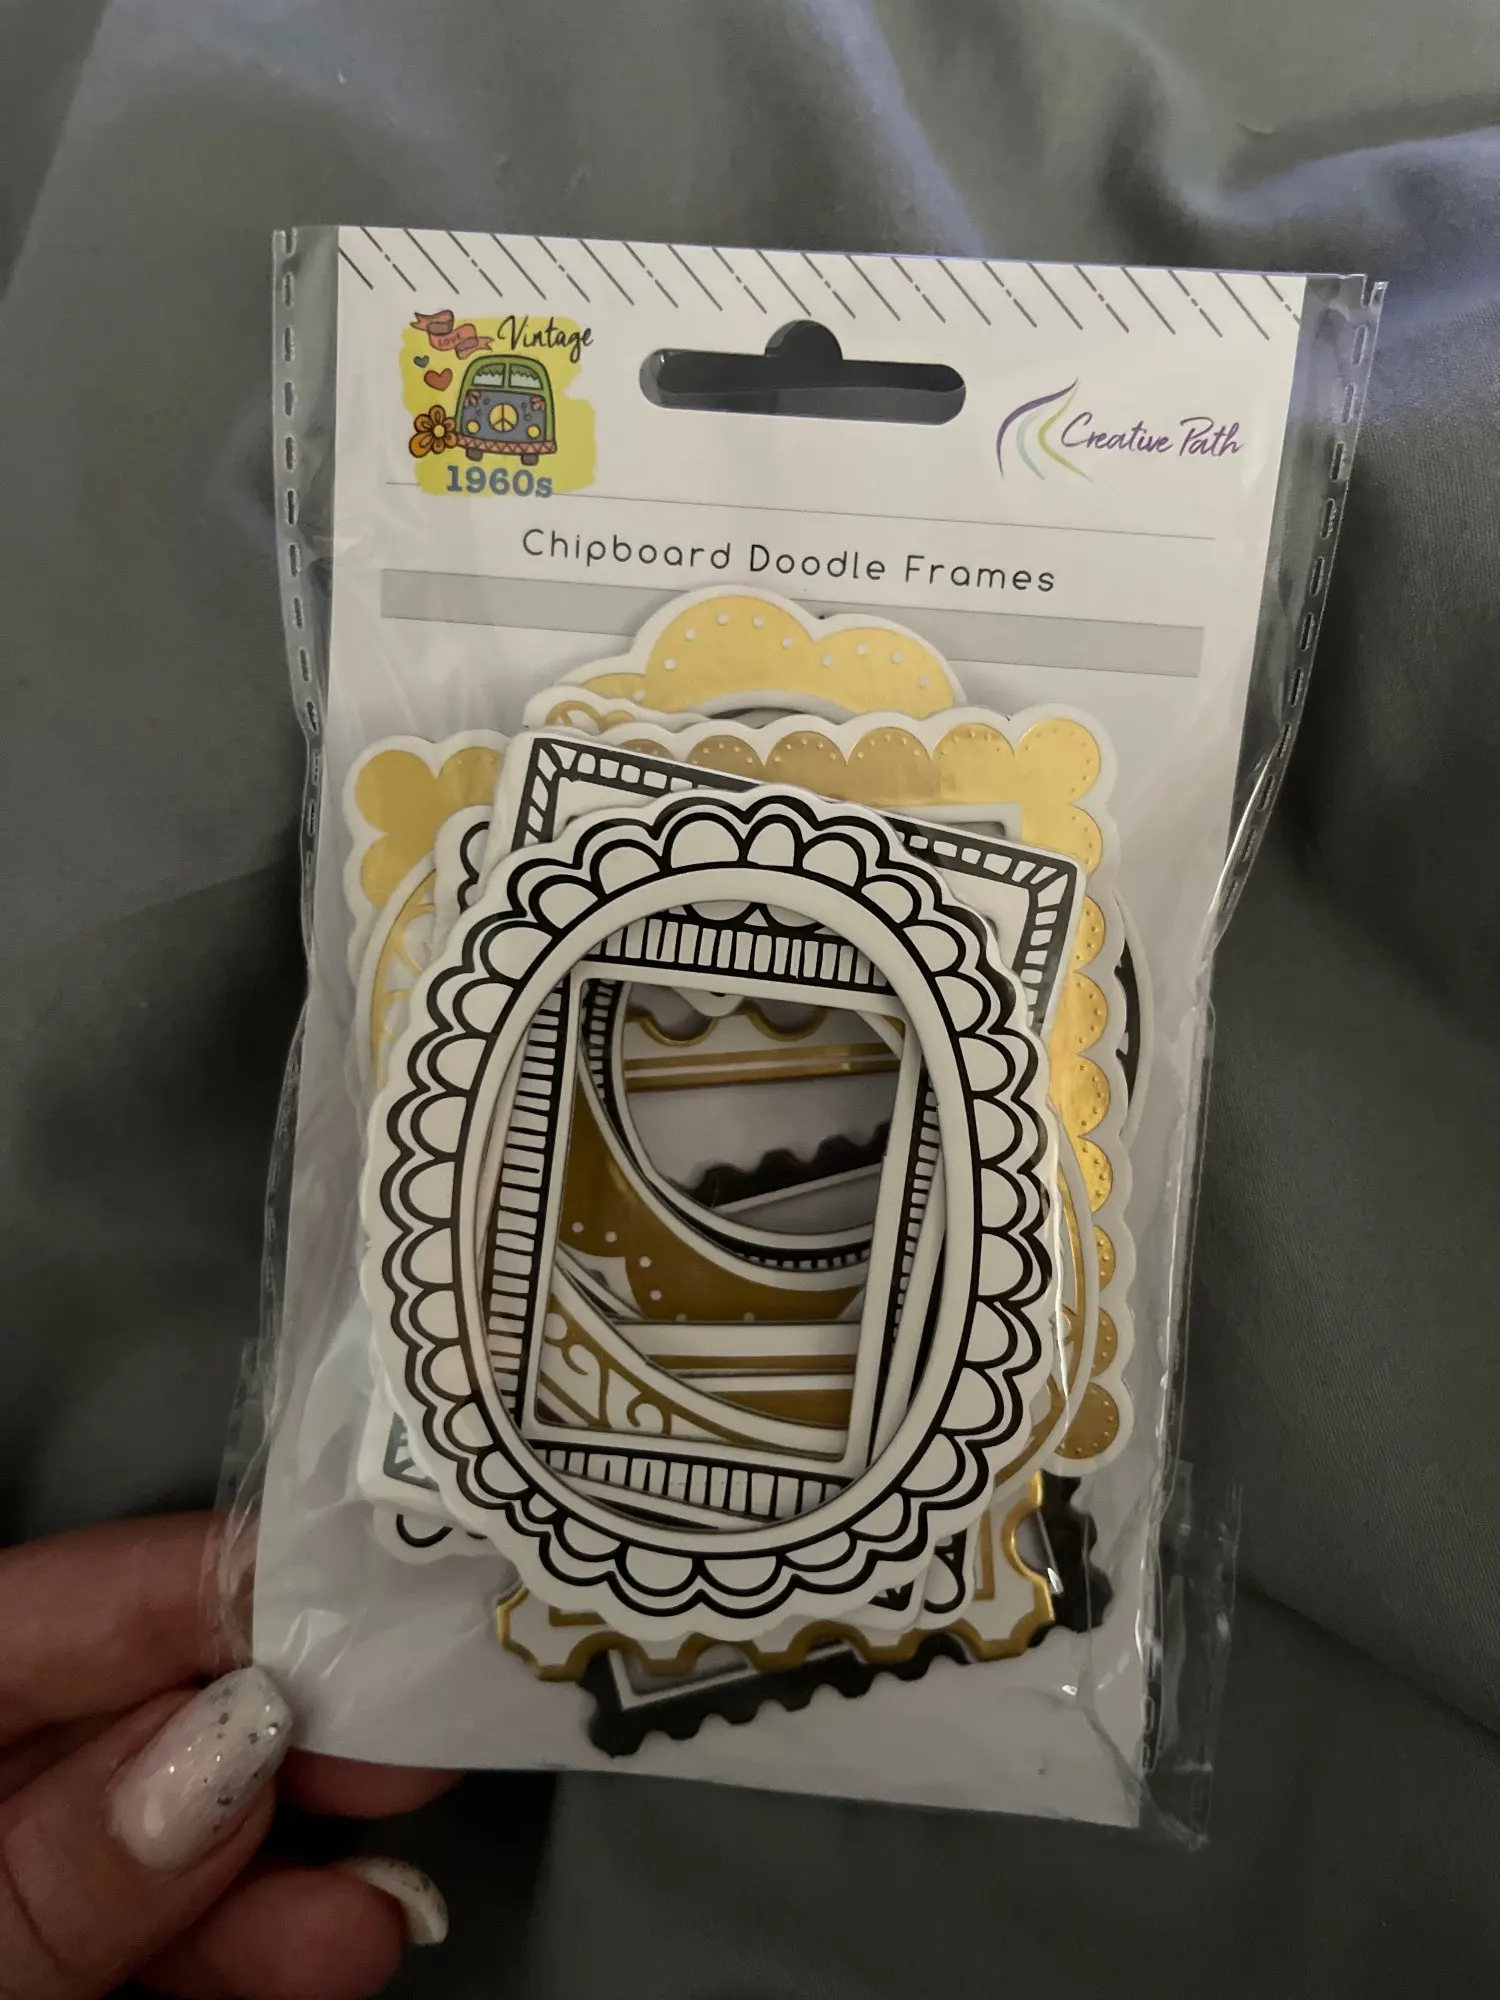 LOVE
Vintage
1960s
Creative Path
Chipboard Doodle Frames